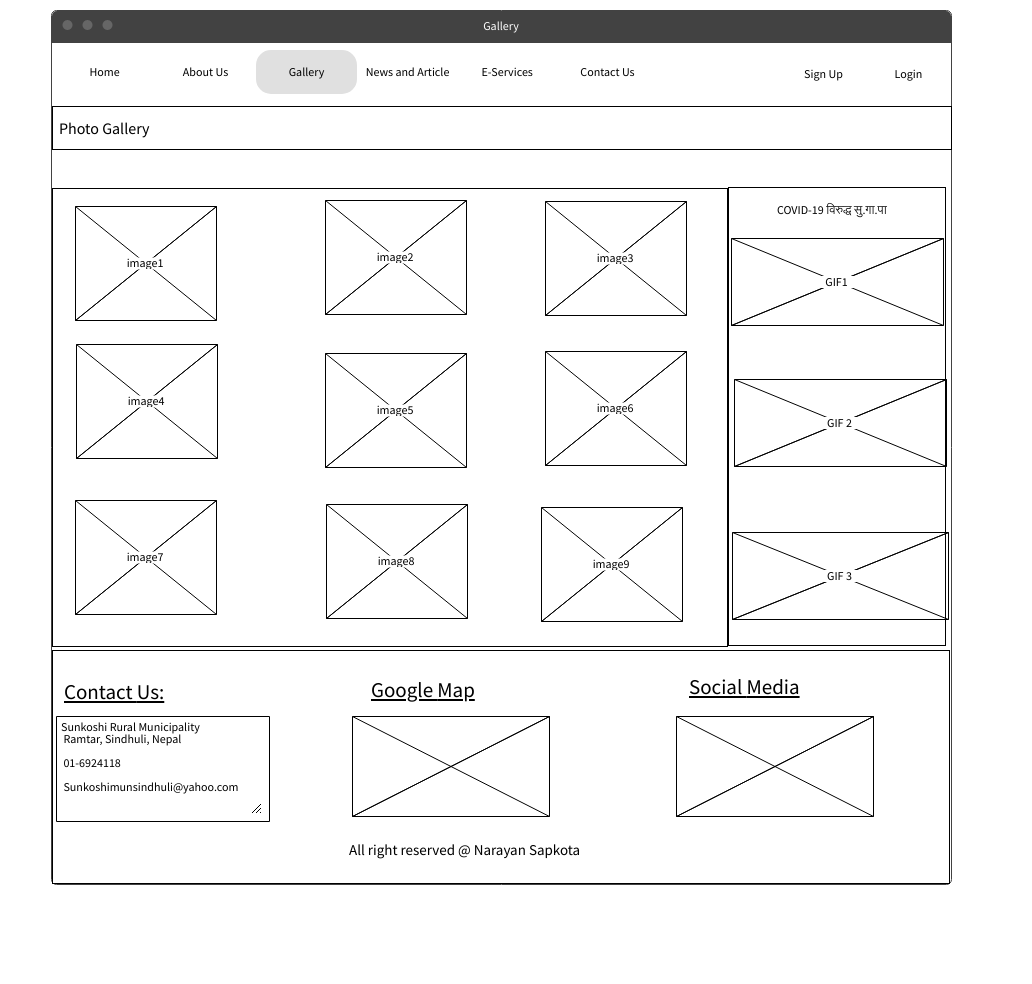 Gallery
Home About Us Gallery News and Article E-Services Contact Us Sign Up Login
Photo Gallery
COVID-19 विरुद्ध सु.गा.पा
image1 image2 image3 GIF1
image4 image5 image6 GIF 2
image7 image8 image9 GIF 3
Contact Us: Google Map Social Media
Sunkoshi Rural Municipality
Ramtar, Sindhuli, Nepal
01-6924118
Sunkoshimunsindhuli@yahoo.com
All right reserved @ Narayan Sapkota